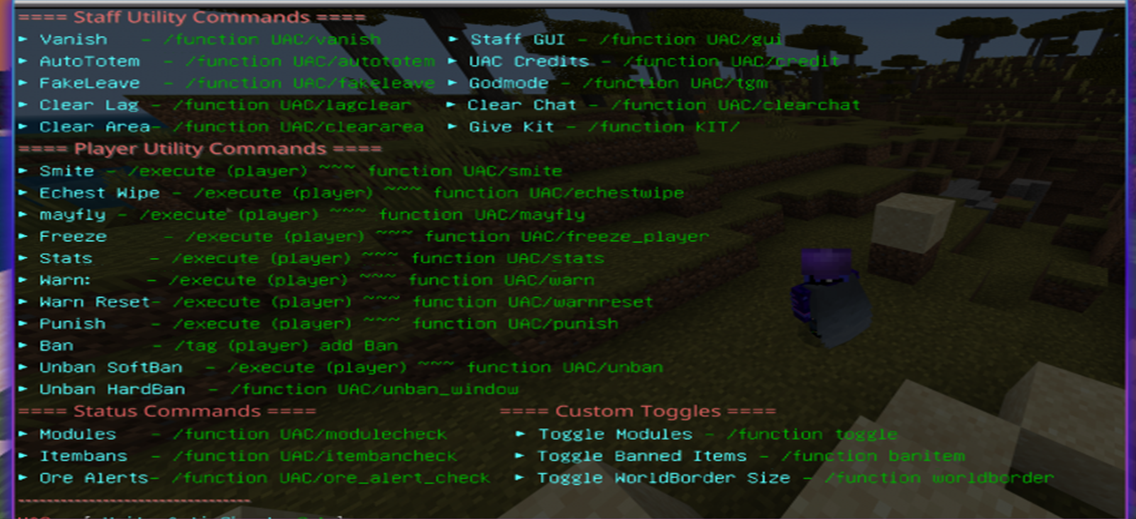 ==== Staff Utility Commands ====
► Vanish - /function UAC/vanish ► Staff GUI - /function UAC/gui
► AutoTotem - /function UAC/autototem ► UAC Credits - /function UAC/credit
► FakeLeave - /function UAC/fakeleave ► Godmode - /function UAC/tgm
► Clear Lag - /function UAC/lagclear ► Clear Chat - /function UAC/clearchat
► Clear Area- /function UAC/cleararea ► Give Kit - /function KIT/
==== Player Utility Commands ====
► Smite - /execute (player) ~~~ function UAC/smite
► Echest Wipe - /execute (player) ~~~ function UAC/echestwipe
► mayfly - /execute (player) ~~~ function UAC/mayfly
► Freeze - /execute (player) ~~~ function UAC/freeze_player
► Stats - /execute (player) ~~~ function UAC/stats
► Warn: - /execute (player) ~~~ function UAC/warn
► Warn Reset- /execute (player) ~~~ function UAC/warnreset
► Punish - /execute (player) ~~~ function UAC/punish
► Ban - /tag (player) add Ban
► Unban SoftBan - /execute (player) ~~~ function UAC/unban
► Unban HardBan - /function UAC/unban_window
==== Status Commands ==== ==== Custom Toggles ====
► Modules - /function UAC/modulecheck ► Toggle Modules - /function toggle
► Itembans - /function UAC/itembancheck ► Toggle Banned Items - /function banitem
► Ore Alerts- /function UAC/ore_alert_check ► Toggle WorldBorder Size - /function worldborder